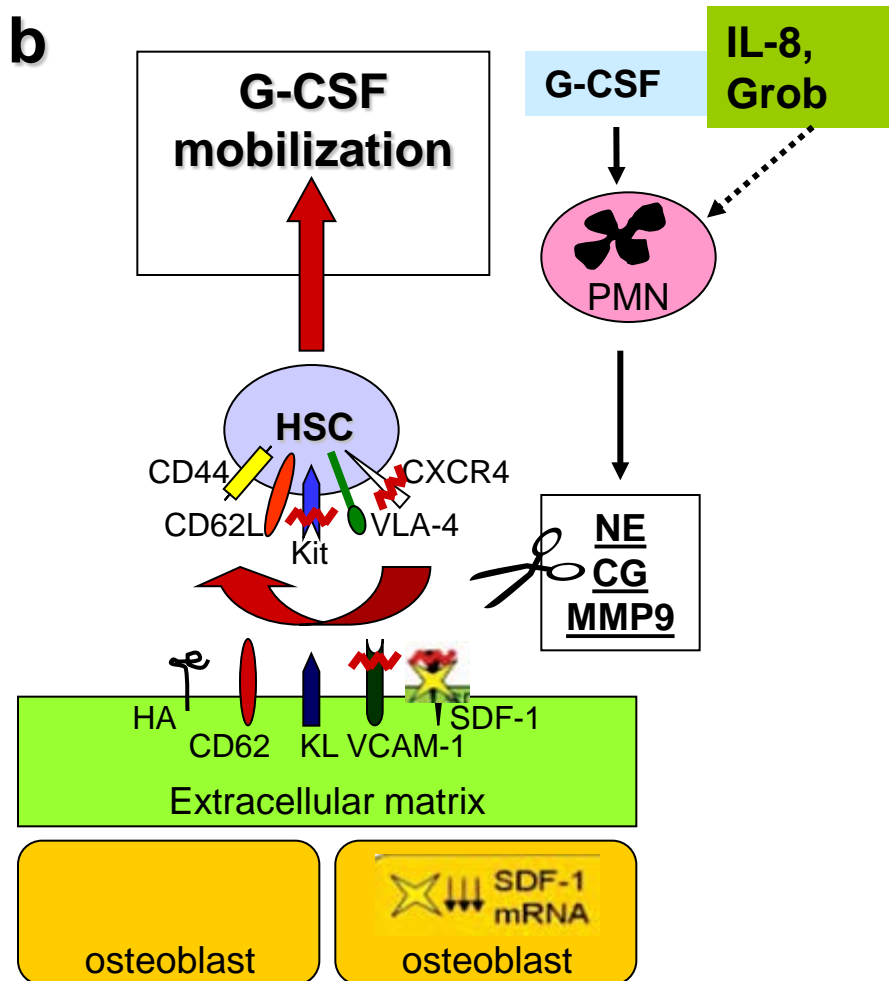 b
G-CSF
mobilization
G-CSF
IL-8,
Grob
PMN
HSC
CD44
CXCR4
CD62L
VLA-4
Kit
NE
CG
MMP9
HA
SDF-1
CD62
KL
VCAM-1
Extracellular matrix
SDF-1
mRNA
osteoblast
osteoblast